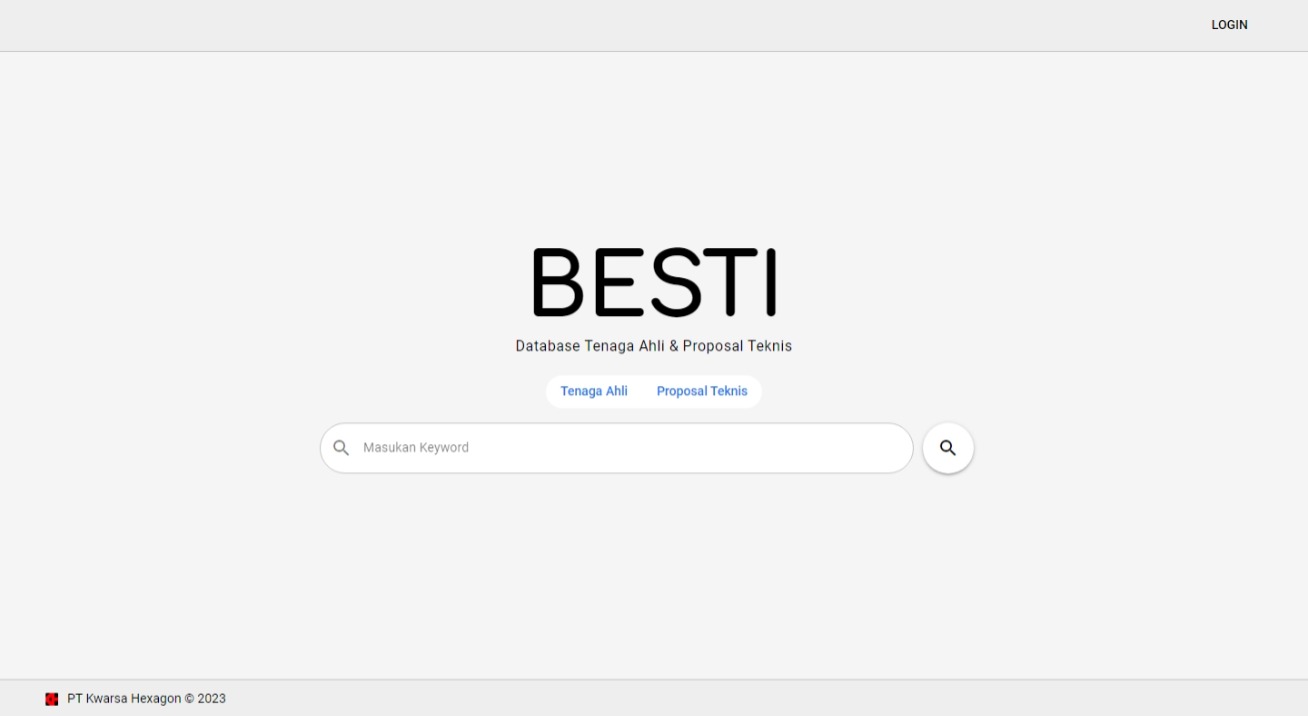 LOGIN
BESTI
Database Tenaga Ahli & Proposal Teknis
Tenaga Ahli Proposal Teknis
Masukan Keyword
PT Kwarsa Hexagon © 2023